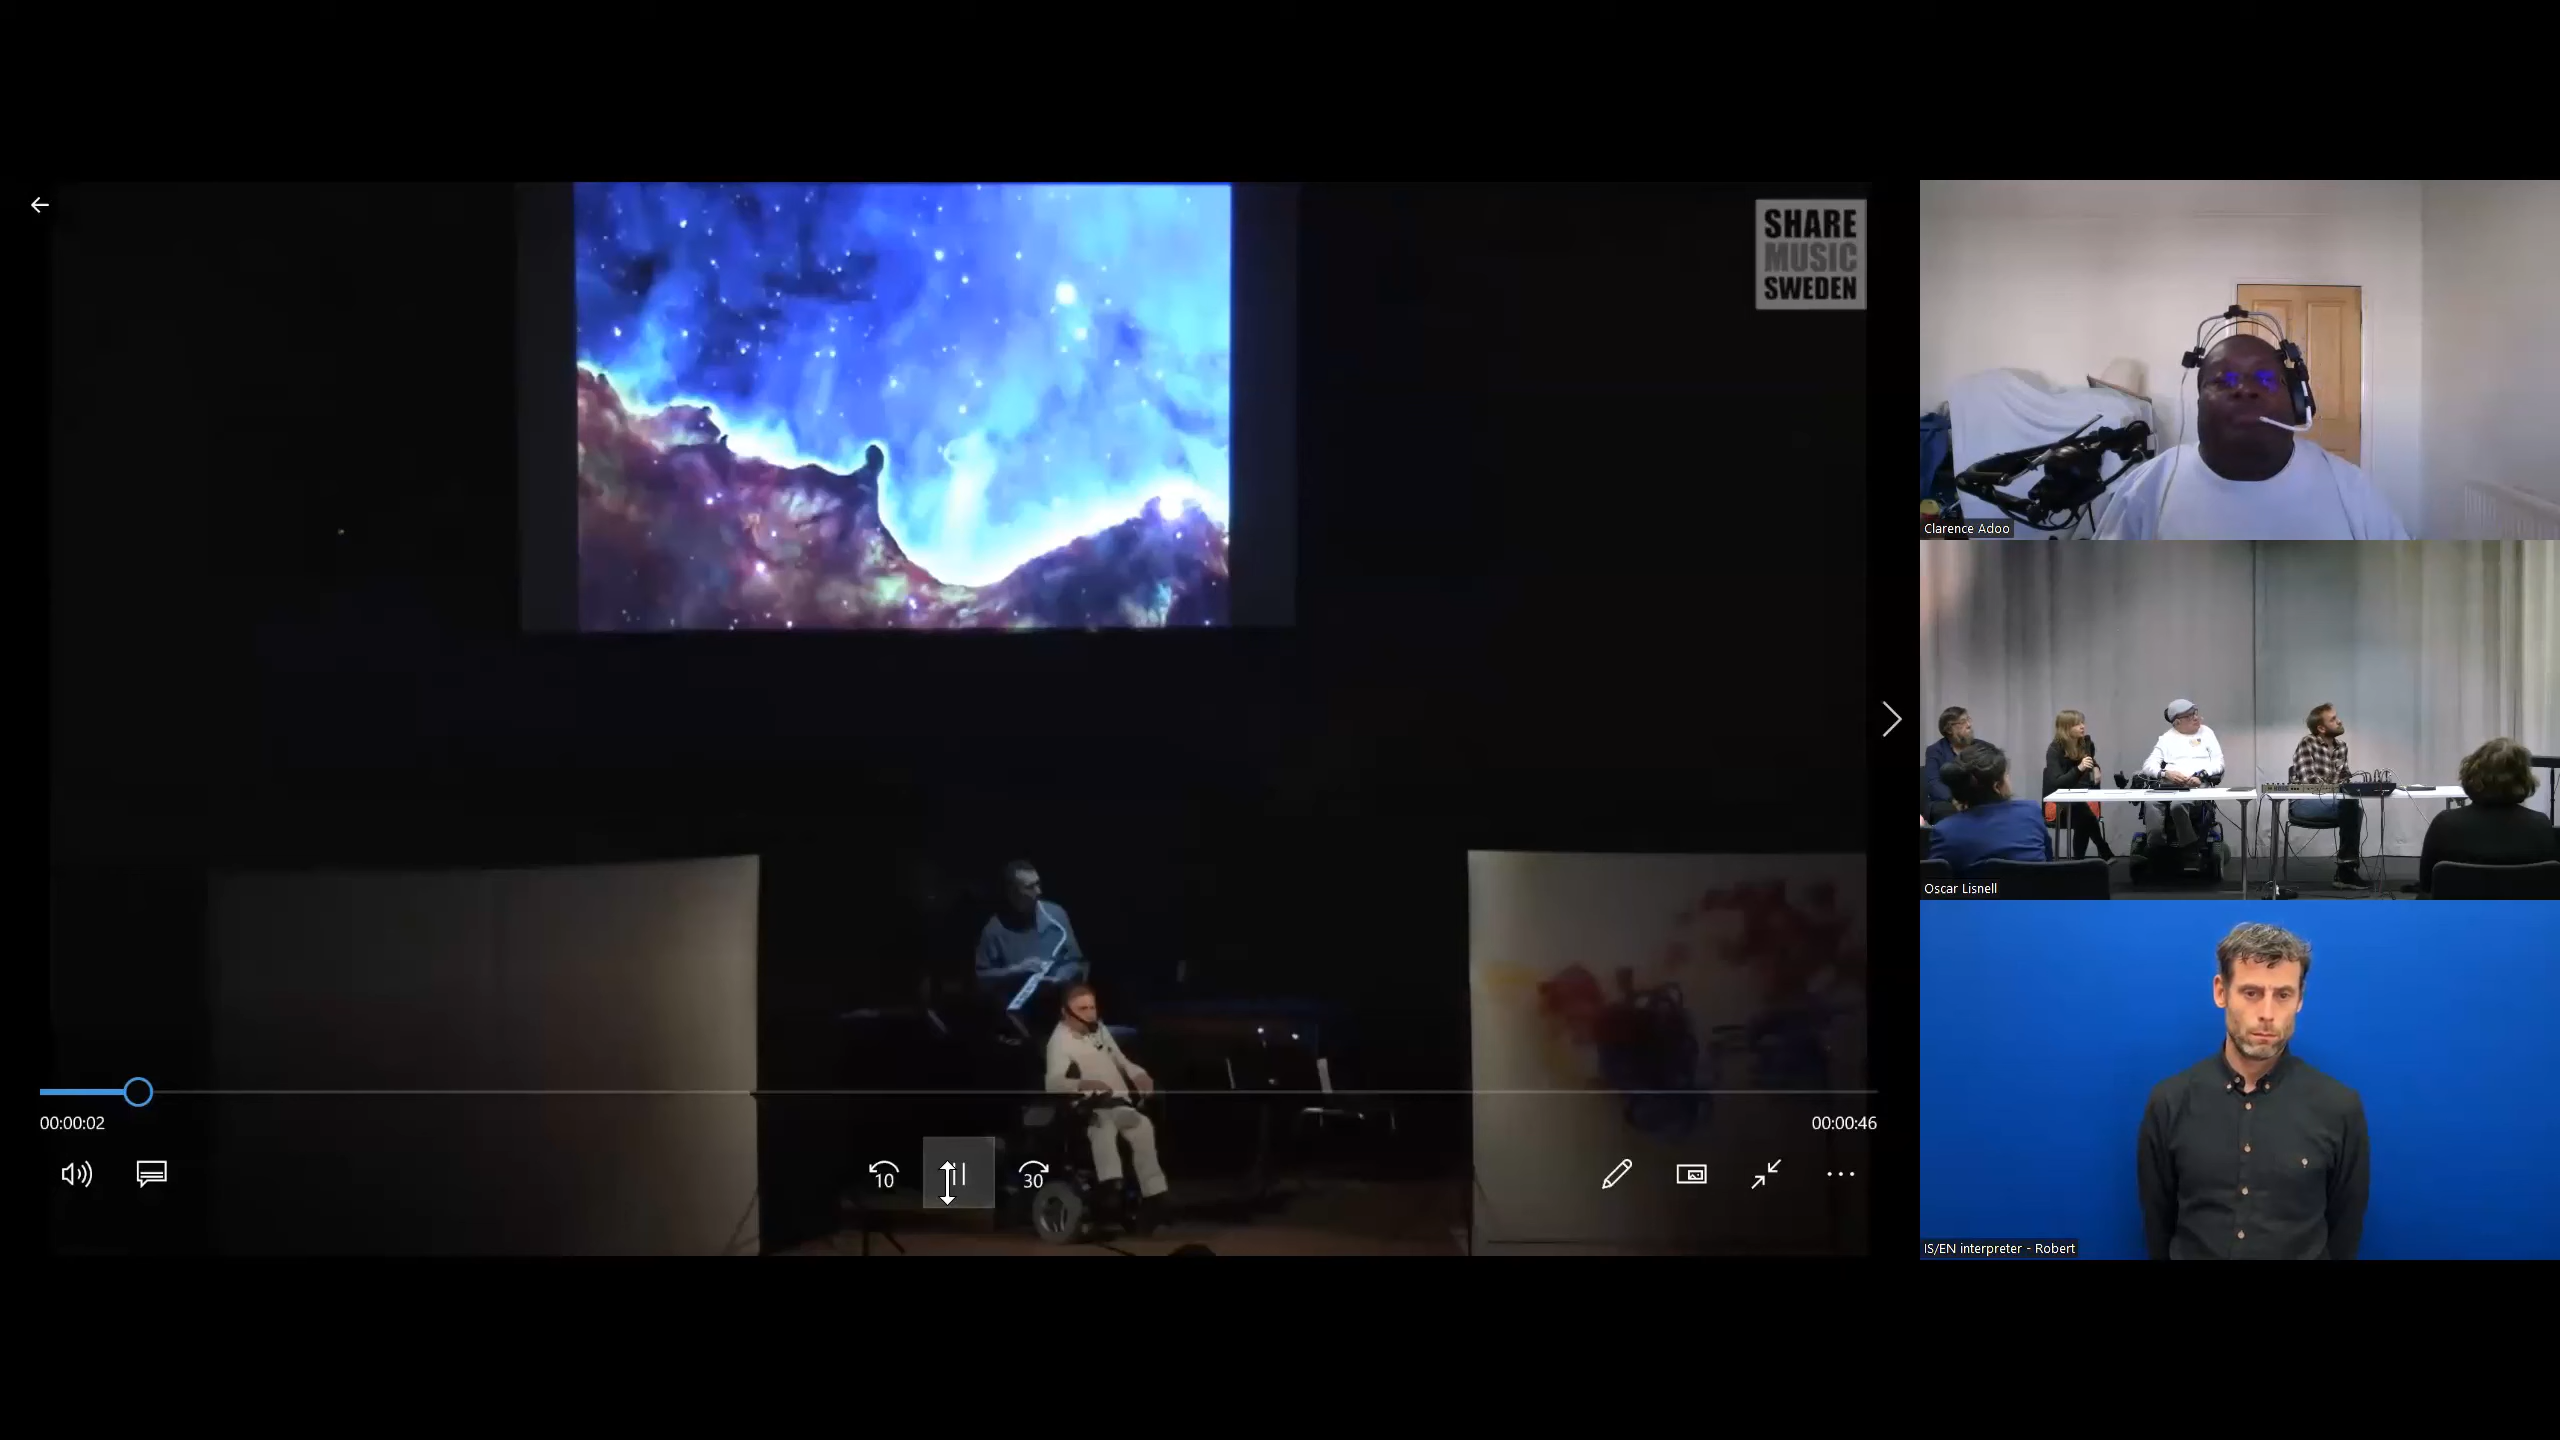 SHARE
MUSIC
SWEDEN
Clarence Adoo
Oscar Lisnell
00:00:02
00:00:46
10
30
IS/EN interpreter - Robert